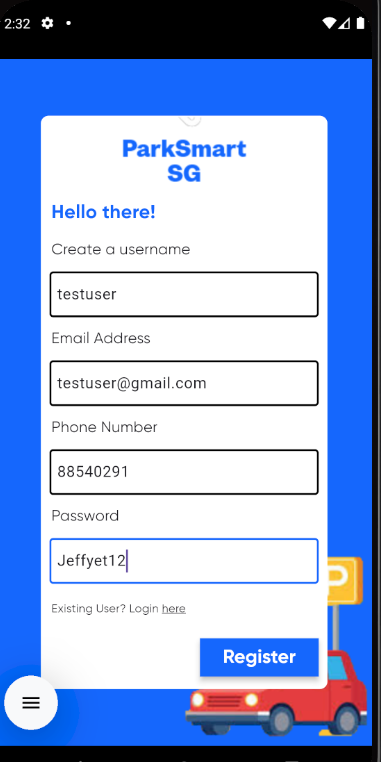 2:32
ParkSmart
SG
Hello there!
Create a username
testuser
Email Address
testuser@gmail.com
Phone Number
88540291
Password
Jeffyet12
Existing User? Login here
Register
P